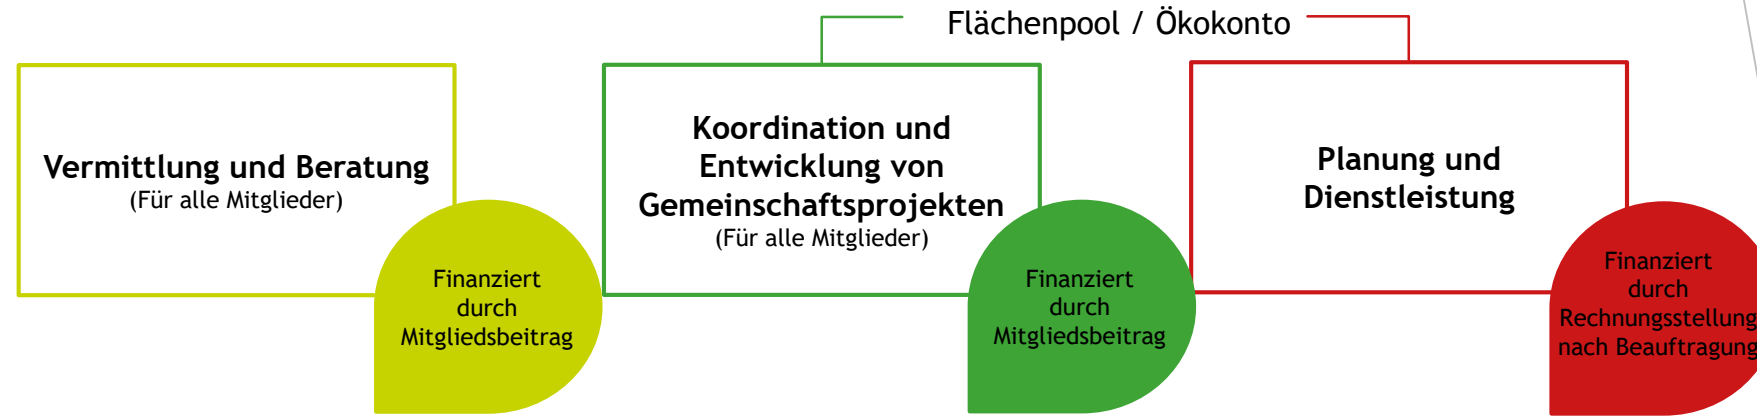 Flächenpool / Ökokonto
Vermittlung und Beratung
(Für alle Mitglieder)
Finanziert
durch
Mitgliedsbeitrag
Koordination und
Entwicklung von
Gemeinschaftsprojekten
(Für alle Mitglieder)
Finanziert
durch
Mitgliedsbeitrag
Planung und
Dienstleistung
Finanziert
durch
Rechnungsstellung
nach Beauftragung